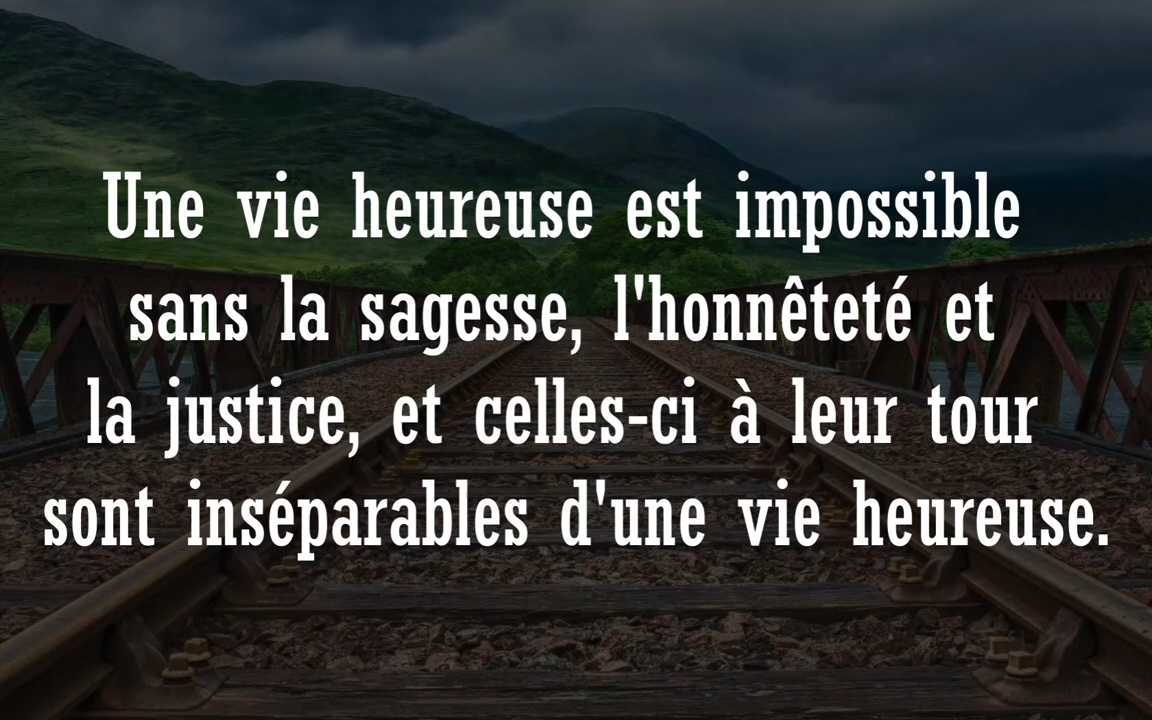 Une vie heureuse est impossible
sans la sagesse, l'honnêteté et
la justice, et celles-ci à leur tour
sont inséparables d'une vie heureuse.